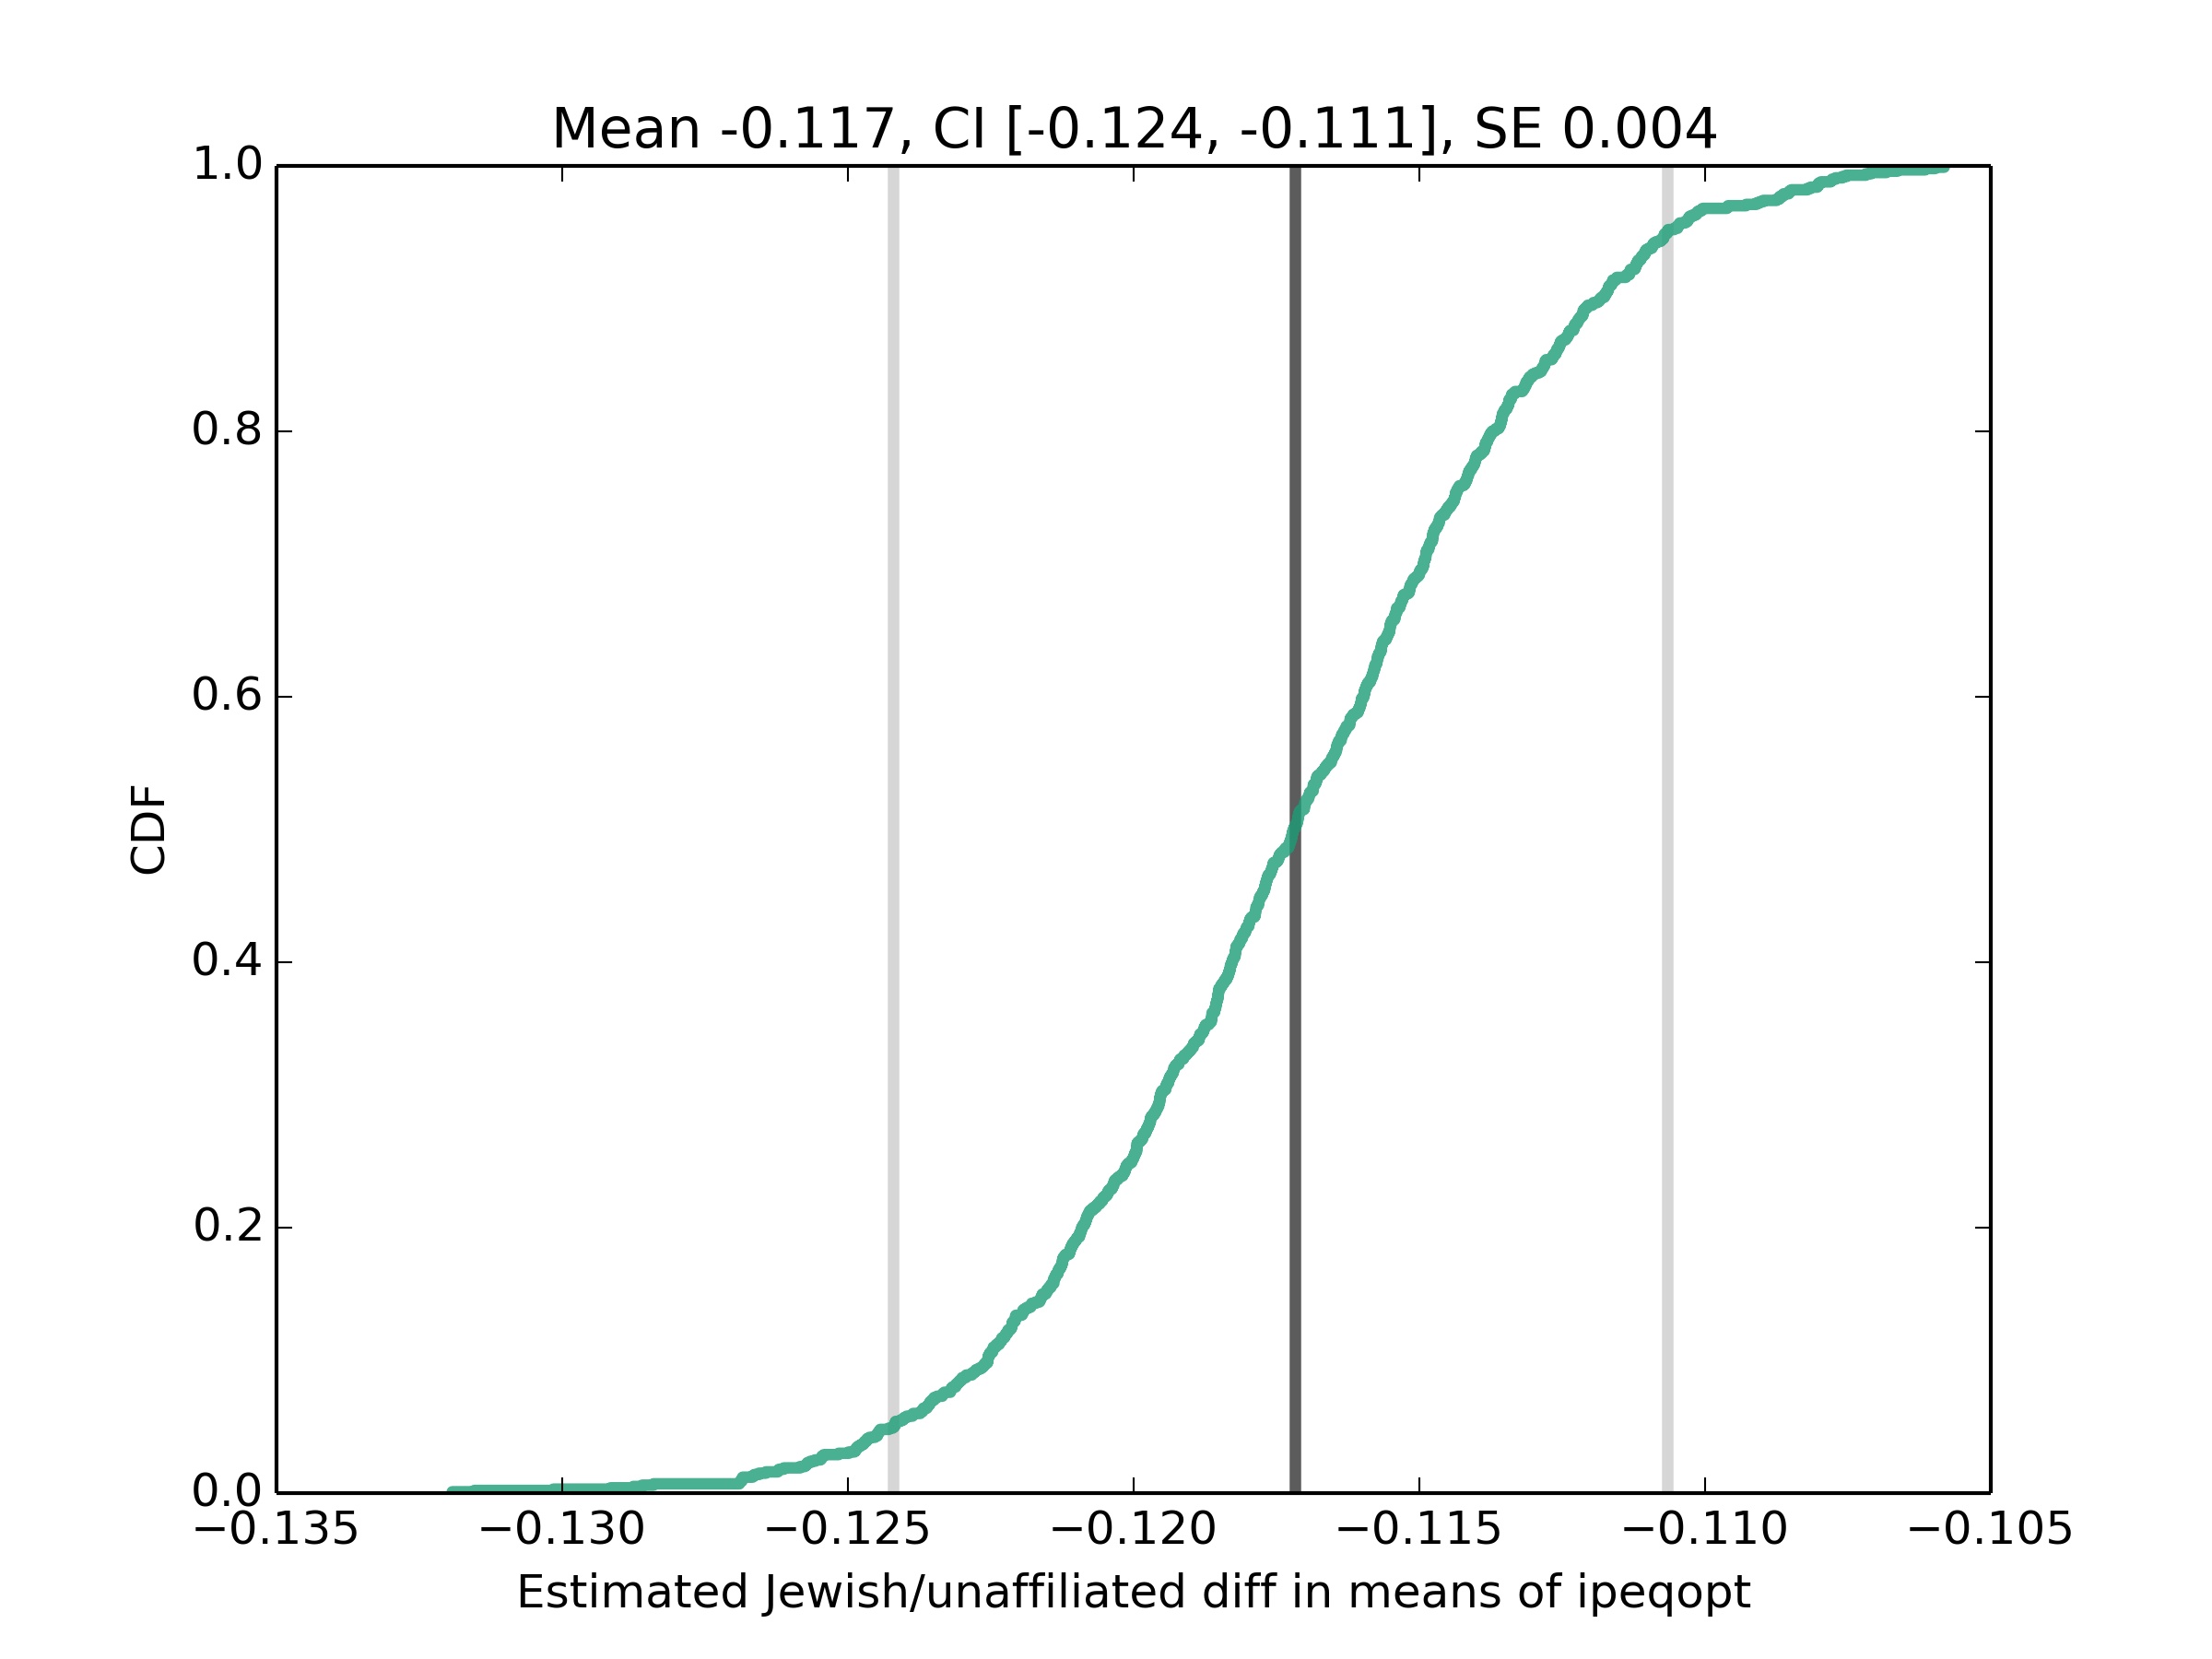 Mean -0.117, CI [-0.124, -0.111], SE 0.004
1.0
0.8
0.6
0.4
0.2
0.0
CDF
−0.135 −0.130 −0.125 −0.120 −0.115 −0.110 −0.105
Estimated Jewish/unaffiliated diff in means of ipeqopt